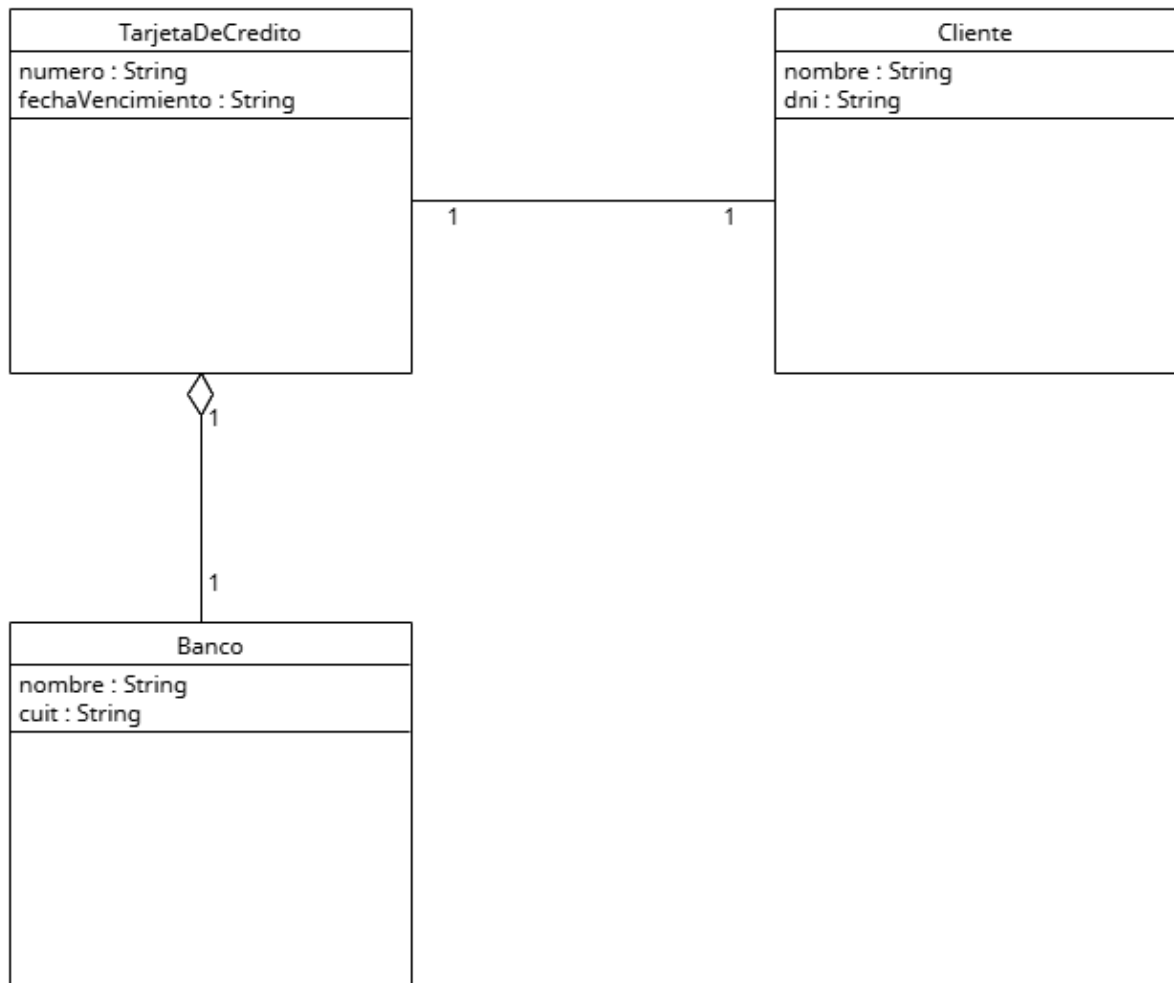 TarjetaDeCredito
numero : String
fechaVencimiento : String
Cliente
nombre : String
dni : String
1
1
1
1
Banco
nombre : String
cuit : String